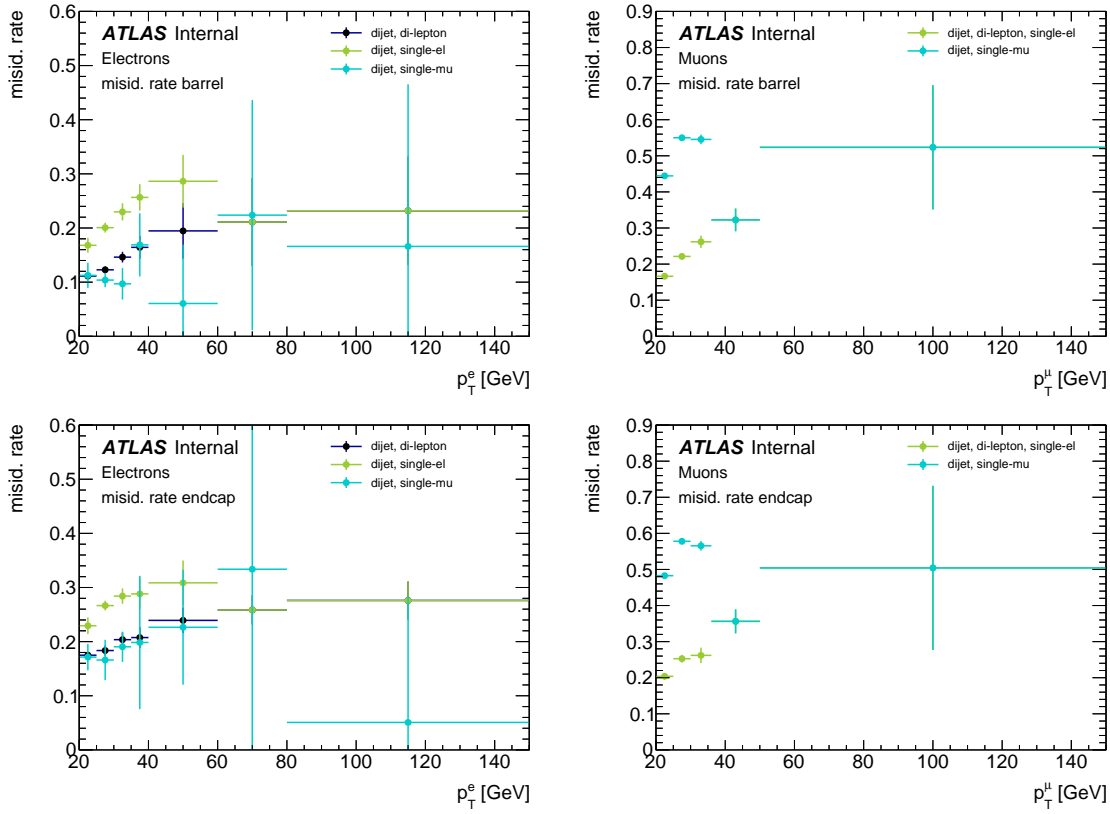 misid. rate
0.6
0.5
0.4
0.3
0.2
0.1
0
ATLAS Internal
Electrons
misid. rate barrel
dijet, di-lepton
dijet, single-el
dijet, single-mu
20 40 60 80 100 120 140
p_T^e [GeV]
misid. rate
0.9
0.8
0.7
0.6
0.5
0.4
0.3
0.2
0.1
0
ATLAS Internal
Muons
misid. rate barrel
dijet, di-lepton, single-el
dijet, single-mu
20 40 60 80 100 120 140
p_T^μ [GeV]
misid. rate
0.6
0.5
0.4
0.3
0.2
0.1
0
ATLAS Internal
Electrons
misid. rate endcap
dijet, di-lepton
dijet, single-el
dijet, single-mu
20 40 60 80 100 120 140
p_T^e [GeV]
misid. rate
0.9
0.8
0.7
0.6
0.5
0.4
0.3
0.2
0.1
0
ATLAS Internal
Muons
misid. rate endcap
dijet, di-lepton, single-el
dijet, single-mu
20 40 60 80 100 120 140
p_T^μ [GeV]